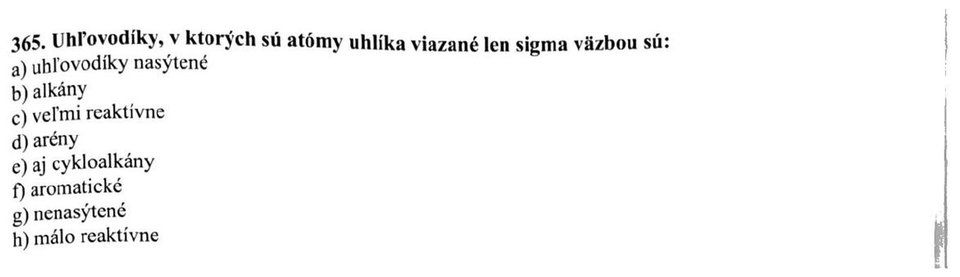 365. Uhľovodíky, v ktorých sú atómy uhlíka viazané len sigma väzbou sú:
a) uhľovodíky nasýtené
b) alkány
c) veľmi reaktívne
d) arény
e) aj cykloalkány
f) aromatické
g) nenasýtené
h) málo reaktívne